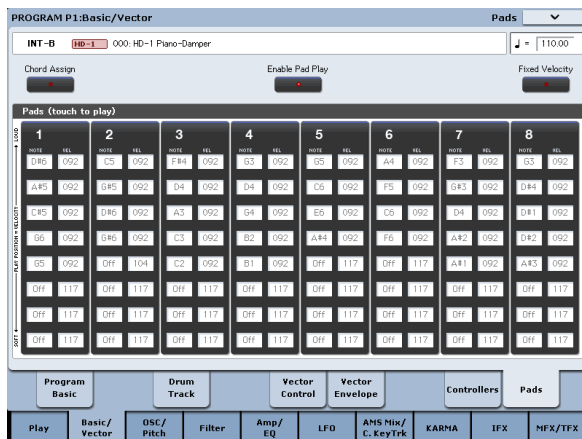 PROGRAM P1:Basic/Vector Pads
INT-B HD-1 000: HD-1 Piano-Damper ♩ = 110.00
Chord Assign Enable Pad Play Fixed Velocity
Pads (touch to play)
1 2 3 4 5 6 7 8
NOTE VEL NOTE VEL NOTE VEL NOTE VEL NOTE VEL NOTE VEL NOTE VEL NOTE VEL
D#6 092 C5 092 F#4 092 G3 092 G5 092 A4 092 F3 092 G3 092
A#5 092 G#5 092 D4 092 D4 092 C6 092 F5 092 G#3 092 D#4 092
C#5 092 D#6 092 A3 092 G4 092 E6 092 C6 092 D4 092 D#1 092
G6 092 G#6 092 C3 092 B2 092 A#4 092 F6 092 A#2 092 D#2 092
G5 092 Off 104 C2 092 B1 092 Off 117 Off 117 A#1 092 A#3 092
Off 117 Off 117 Off 117 Off 117 Off 117 Off 117 Off 117 Off 117
Off 117 Off 117 Off 117 Off 117 Off 117 Off 117 Off 117 Off 117
Off 117 Off 117 Off 117 Off 117 Off 117 Off 117 Off 117 Off 117
SOFT ← PLAY POSITION = VELOCITY → LOUD
Program Basic Drum Track Vector Control Vector Envelope Controllers Pads
Play Basic/Vector OSC/Pitch Filter Amp/EQ LFO AMS Mix/C. KeyTrk KARMA IFX MFX/TFX